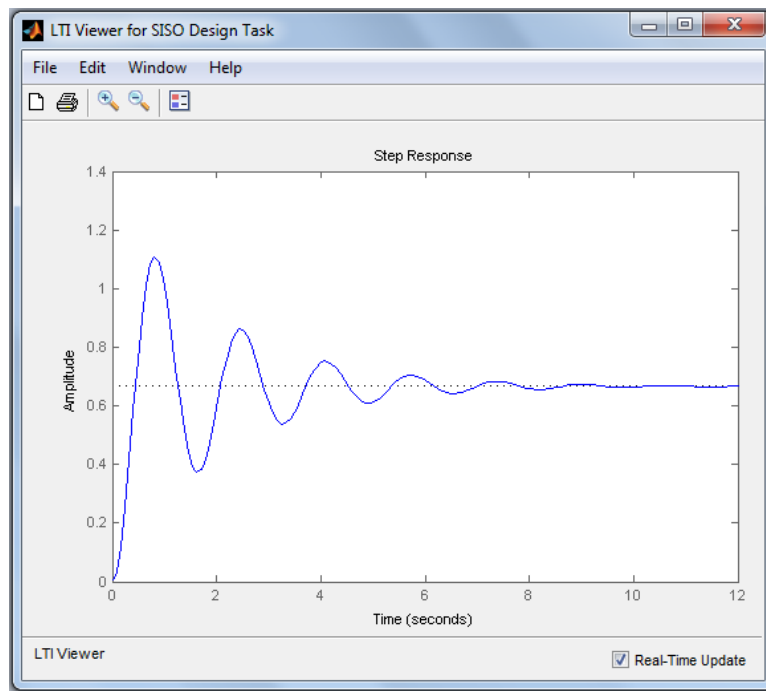 LTI Viewer for SISO Design Task
File Edit Window Help
Step Response
1.4
1.2
1
0.8
0.6
0.4
0.2
0
Amplitude
0 2 4 6 8 10 12
Time (seconds)
LTI Viewer
Real-Time Update